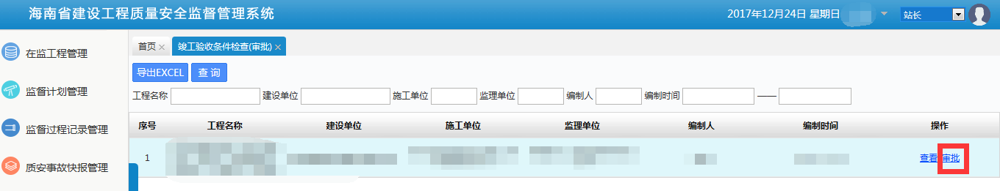 海南省建设工程质量安全监督管理系统
2017年12月24日 星期日
站长
在监工程管理
监督计划管理
监督过程记录管理
质安事故快报管理
首页 竣工验收条件检查(审批)
导出EXCEL 查 询
工程名称 建设单位 施工单位 监理单位 编制人 编制时间 ——
序号 工程名称 建设单位 施工单位 监理单位 编制人 编制时间 操作
1 查看 审批